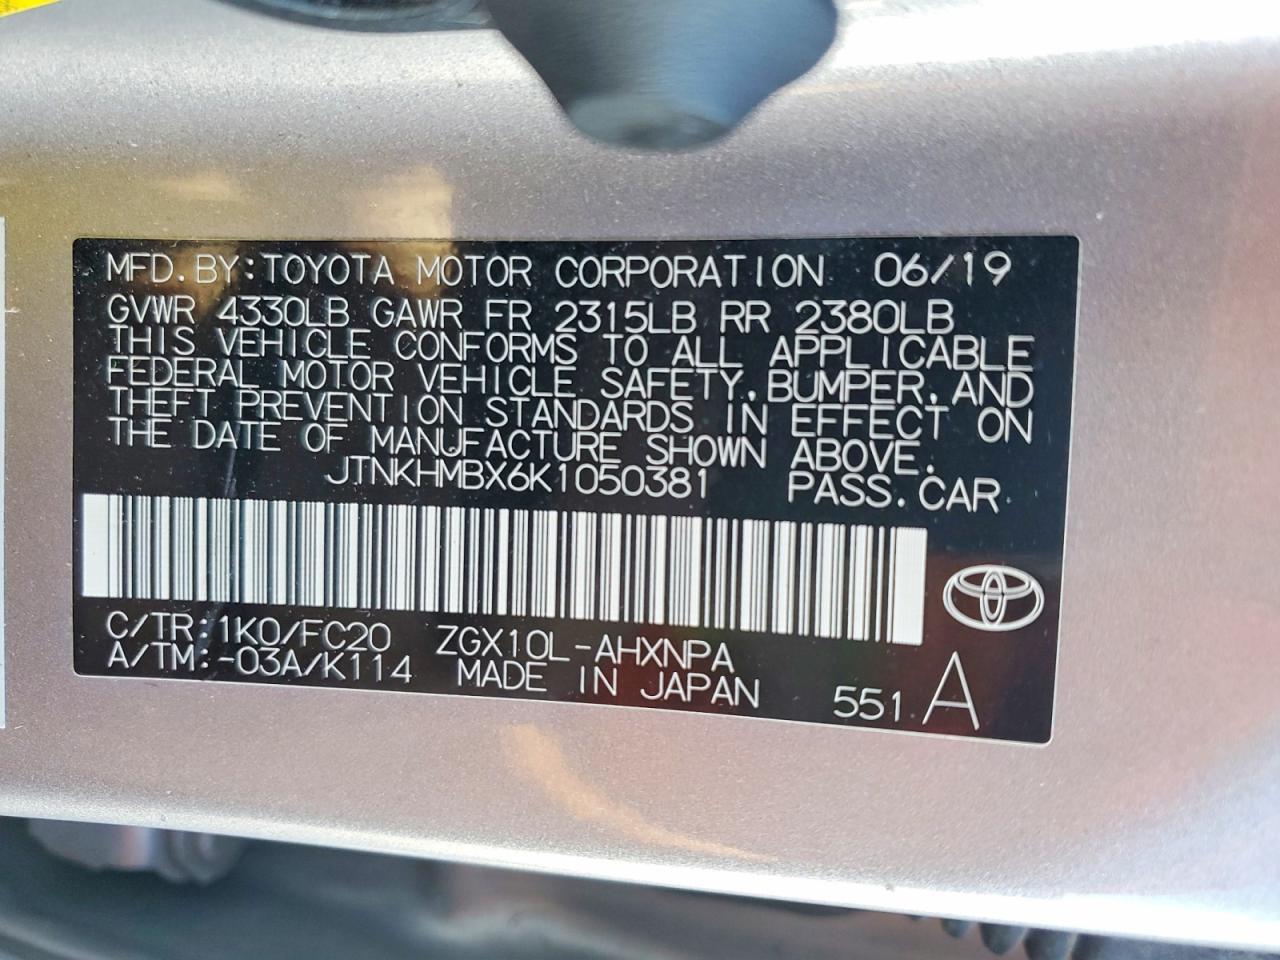 MFD.BY:TOYOTA MOTOR CORPORATION 06/19
GVWR 4330LB GAWR FR 2315LB RR 2380LB
THIS VEHICLE CONFORMS TO ALL APPLICABLE
FEDERAL MOTOR VEHICLE SAFETY,BUMPER,AND
THEFT PREVENTION STANDARDS IN EFFECT ON
THE DATE OF MANUFACTURE SHOWN ABOVE.
JTNKHMBX6K1050381 PASS.CAR
C/TR:1K0/FC20 ZGX10L-AHXNPA
A/TM:-03A/K114 MADE IN JAPAN 551 A